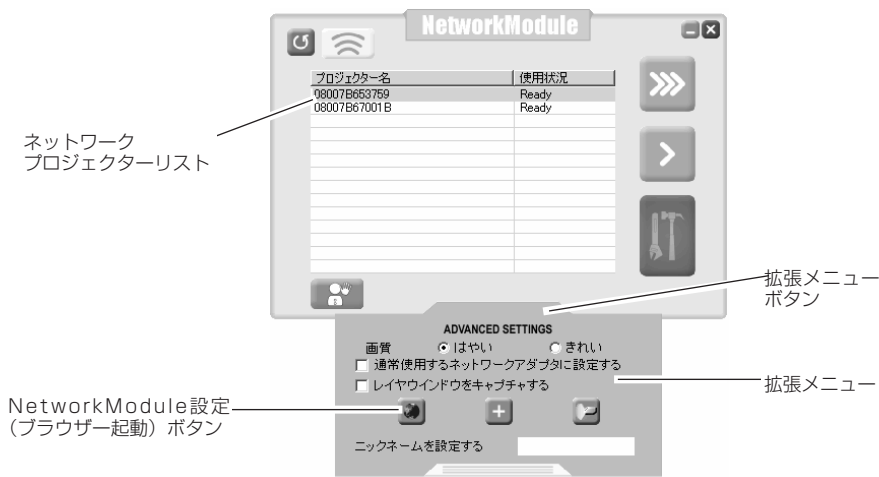 NetworkModule
プロジェクター名 使用状況
08007B653759 Ready
08007B67001B Ready
ネットワーク
プロジェクターリスト
拡張メニュー
ボタン
ADVANCED SETTINGS
画質 はやい きれい
通常使用するネットワークアダプタに設定する
レイヤウインドウをキャプチャする
拡張メニュー
NetworkModule設定
(ブラウザー起動) ボタン
ニックネームを設定する